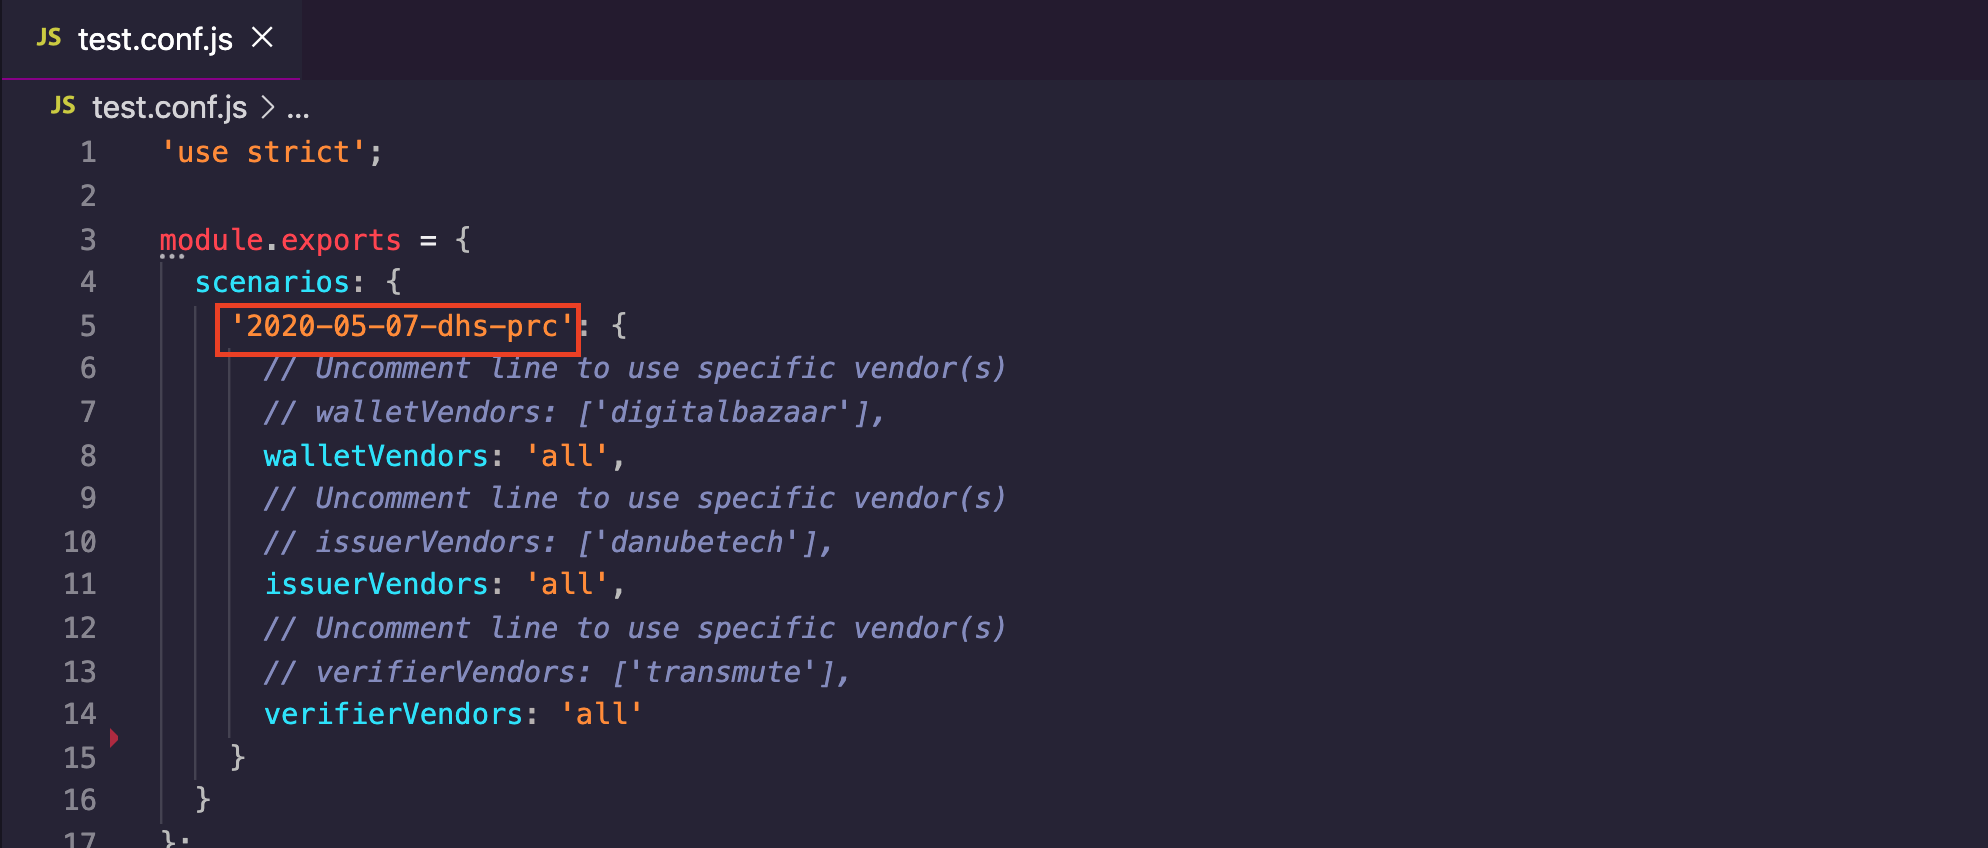 JS test.conf.js
JS test.conf.js > ...
1 'use strict';
2
3 module.exports = {
4 scenarios: {
5 '2020-05-07-dhs-prc': {
6 // Uncomment line to use specific vendor(s)
7 // walletVendors: ['digitalbazaar'],
8 walletVendors: 'all',
9 // Uncomment line to use specific vendor(s)
10 // issuerVendors: ['danubetech'],
11 issuerVendors: 'all',
12 // Uncomment line to use specific vendor(s)
13 // verifierVendors: ['transmute'],
14 verifierVendors: 'all'
15 }
16 }
17 };